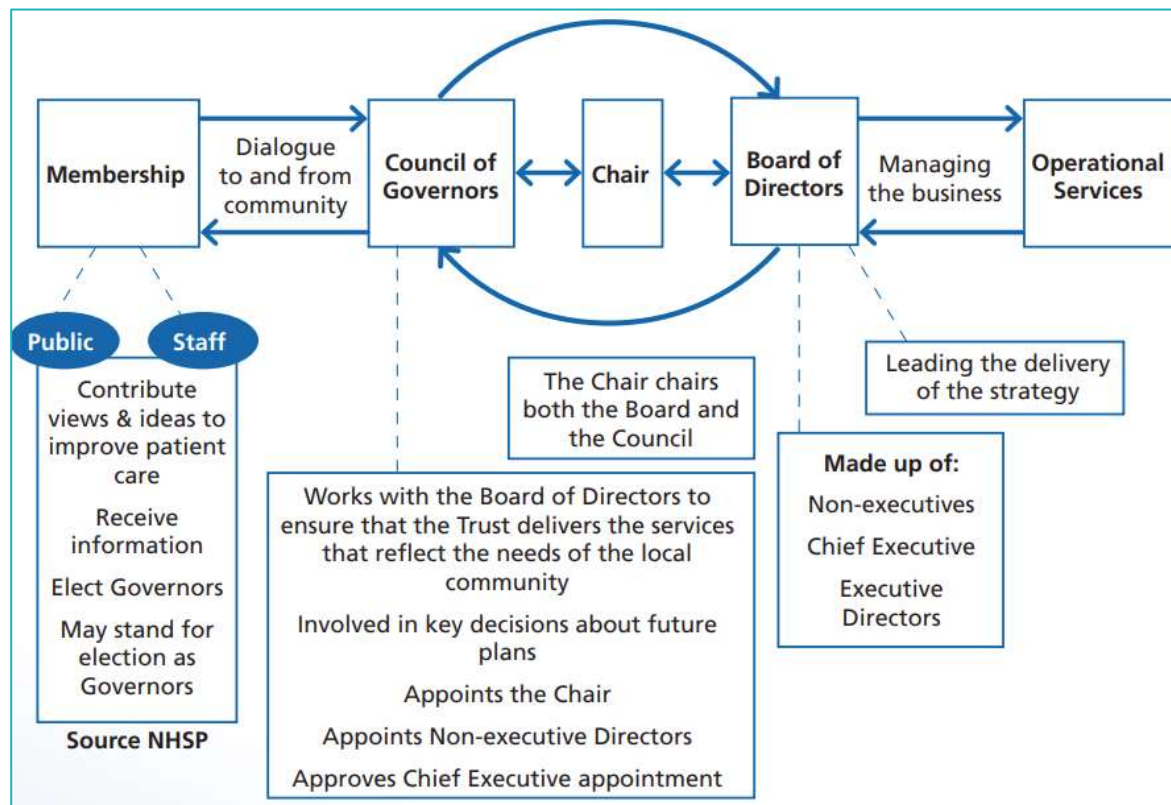 Membership
Dialogue
to and from
community
Council of
Governors
Chair
Board of
Directors
Managing
the business
Operational
Services
Public
Staff
Contribute
views & ideas to
improve patient
care
Receive
information
Elect Governors
May stand for
election as
Governors
Source NHSP
The Chair chairs
both the Board and
the Council
Works with the Board of Directors to
ensure that the Trust delivers the services
that reflect the needs of the local
community
Involved in key decisions about future
plans
Appoints the Chair
Appoints Non-executive Directors
Approves Chief Executive appointment
Leading the delivery
of the strategy
Made up of:
Non-executives
Chief Executive
Executive
Directors